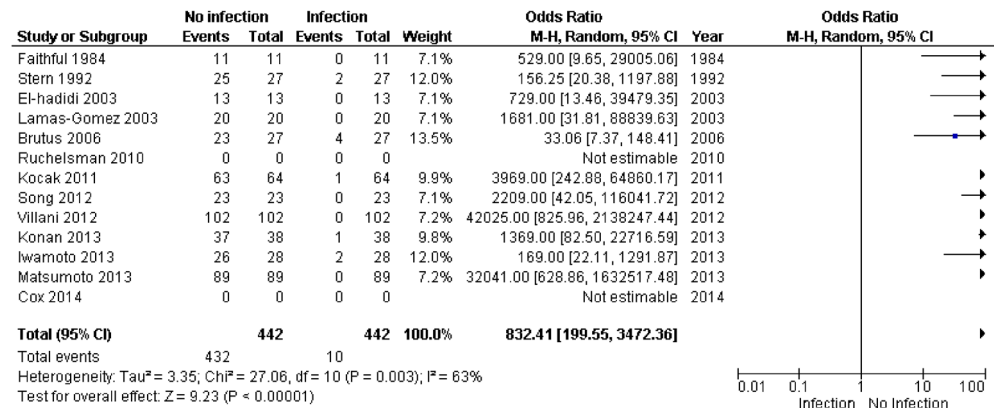 No infection Infection Odds Ratio Odds Ratio
Study or Subgroup Events Total Events Total Weight M-H, Random, 95% CI Year M-H, Random, 95% CI
Faithful 1984 11 11 0 11 7.1% 529.00 [9.65, 29005.06] 1984
Stern 1992 25 27 2 27 12.0% 156.25 [20.38, 1197.88] 1992
El-hadidi 2003 13 13 0 13 7.1% 729.00 [13.46, 39479.35] 2003
Lamas-Gomez 2003 20 20 0 20 7.1% 1681.00 [31.81, 88839.63] 2003
Brutus 2006 23 27 4 27 13.5% 33.06 [7.37, 148.41] 2006
Ruchelsman 2010 0 0 0 0 Not estimable 2010
Kocak 2011 63 64 1 64 9.9% 3969.00 [242.88, 64860.17] 2011
Song 2012 23 23 0 23 7.1% 2209.00 [42.05, 116041.72] 2012
Villani 2012 102 102 0 102 7.2% 42025.00 [825.96, 2138247.44] 2012
Konan 2013 37 38 1 38 9.8% 1369.00 [82.50, 22716.59] 2013
Iwamoto 2013 26 28 2 28 12.0% 169.00 [22.11, 1291.87] 2013
Matsumoto 2013 89 89 0 89 7.2% 32041.00 [628.86, 1632517.48] 2013
Cox 2014 0 0 0 0 Not estimable 2014
Total (95% CI) 442 442 100.0% 832.41 [199.55, 3472.36]
Total events 432 10
Heterogeneity: Tau² = 3.35; Chi² = 27.06, df = 10 (P = 0.003); I² = 63%
Test for overall effect: Z = 9.23 (P < 0.00001)
0.01 0.1 1 10 100
Infection No Infection